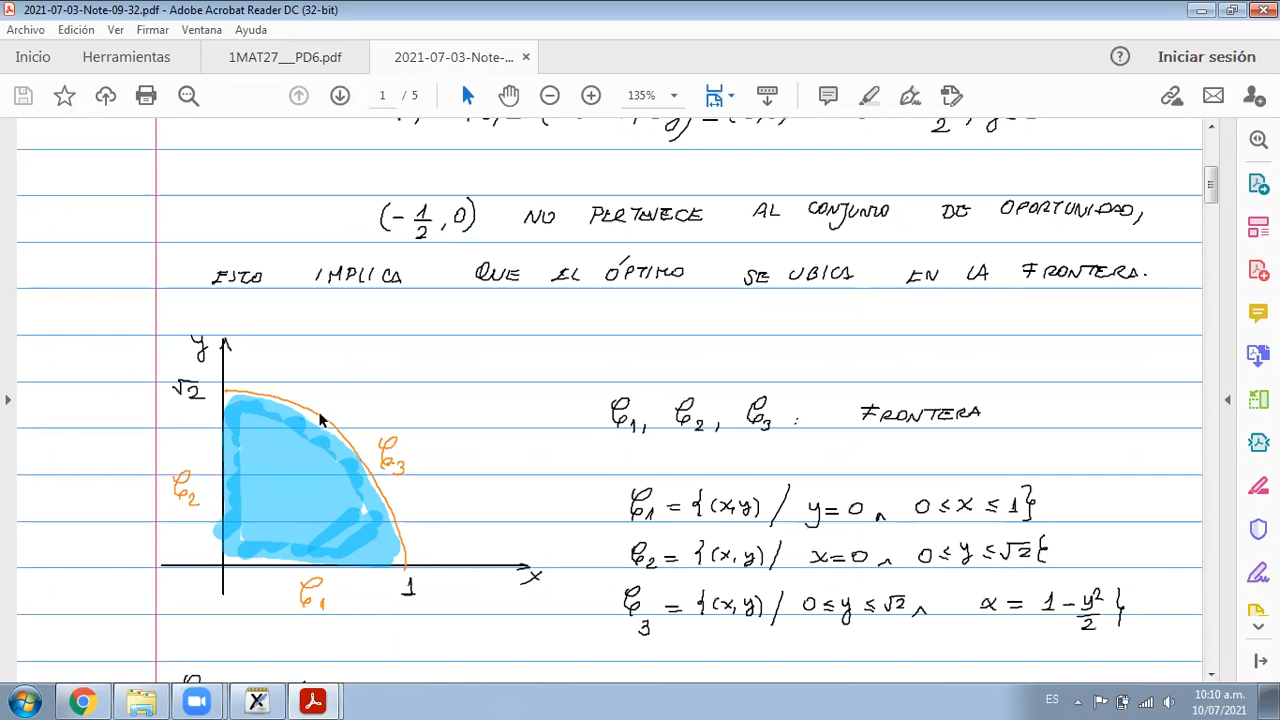 2021-07-03-Note-09-32.pdf - Adobe Acrobat Reader DC (32-bit)
Archivo Edición Ver Firmar Ventana Ayuda
Inicio Herramientas 1MAT27___PD6.pdf 2021-07-03-Note-... × Iniciar sesión
1 / 5 135%
(-1/2, 0) NO PERTENECE AL CONJUNTO DE OPORTUNIDAD,
ESTO IMPLICA QUE EL ÓPTIMO SE UBICA EN LA FRONTERA.
y
√2
C3
C2
C1
1
x
C1, C2, C3 : FRONTERA
C1 = {(x,y) / y=0 ∧ 0 ≤ x ≤ 1}
C2 = {(x,y) / x=0 ∧ 0 ≤ y ≤ √2}
C3 = {(x,y) / 0 ≤ y ≤ √2 ∧ x = 1 - y²/2}
ES 10:10 a.m.
10/07/2021